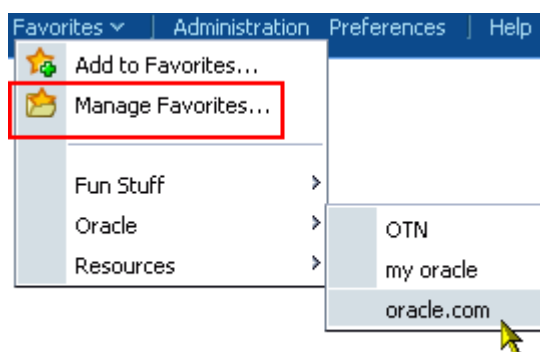 Favorites Administration Preferences | Help
Add to Favorites...
Manage Favorites...
Fun Stuff
Oracle
Resources
OTN
my oracle
oracle.com